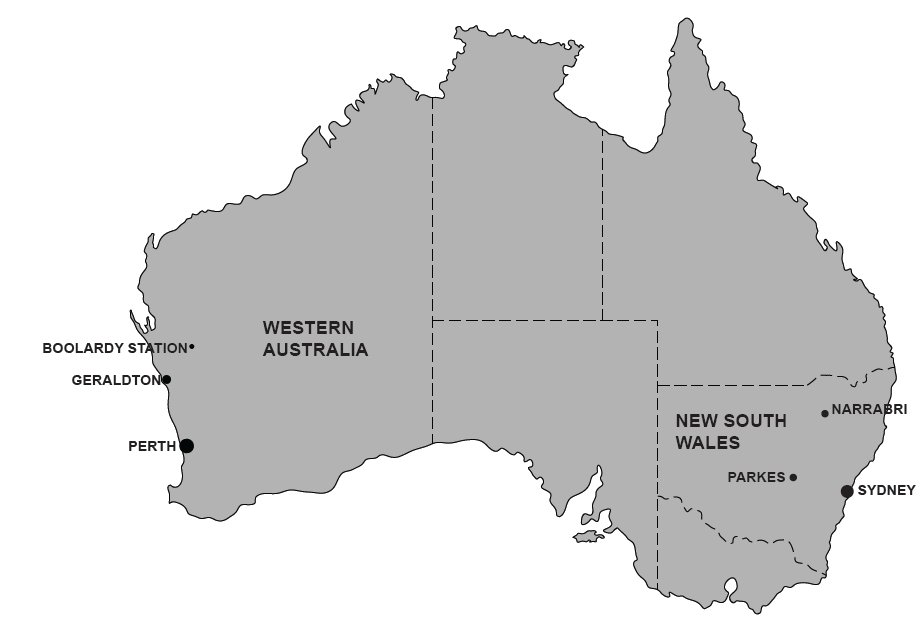 WESTERN
AUSTRALIA
BOOLARDY STATION
GERALDTON
PERTH
NARRABRI
NEW SOUTH
WALES
PARKES
SYDNEY